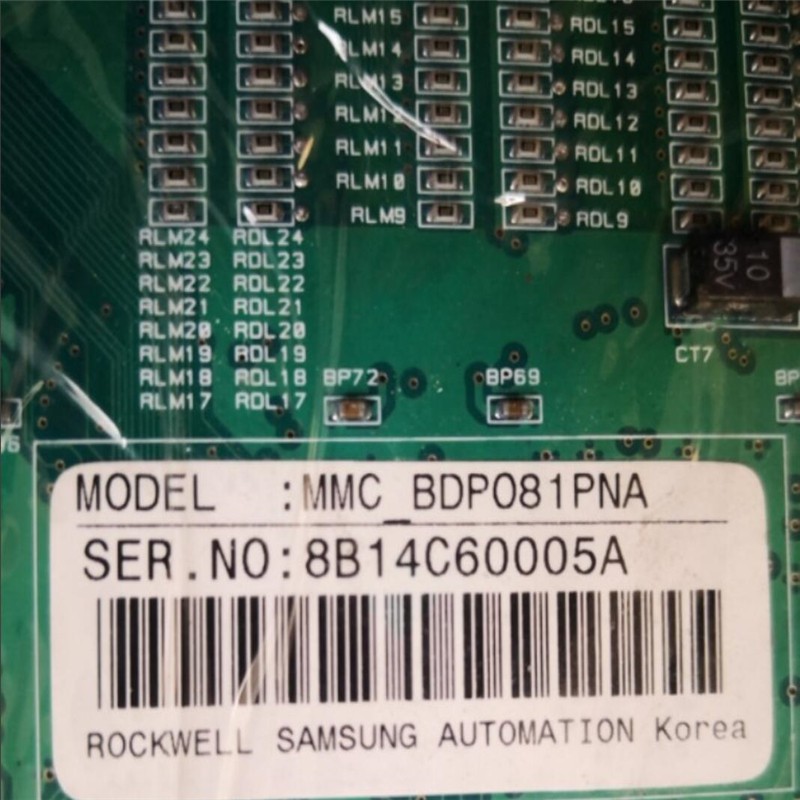 RLM15
RDL15
RLM14
RDL14
RLM13
RDL13
RDL12
RLM11
RDL11
RLM10
RDL10
RLM9
RDL9
RLM24 RDL24
RLM23 RDL23
RLM22 RDL22
RLM21 RDL21
RLM20 RDL20
RLM19 RDL19
RLM18 RDL18
RLM17 RDL17
10
35V
CT7
BP72
BP69
MODEL :MMC_BDPO81PNA
SER.NO:8B14C60005A
ROCKWELL SAMSUNG AUTOMATION Korea